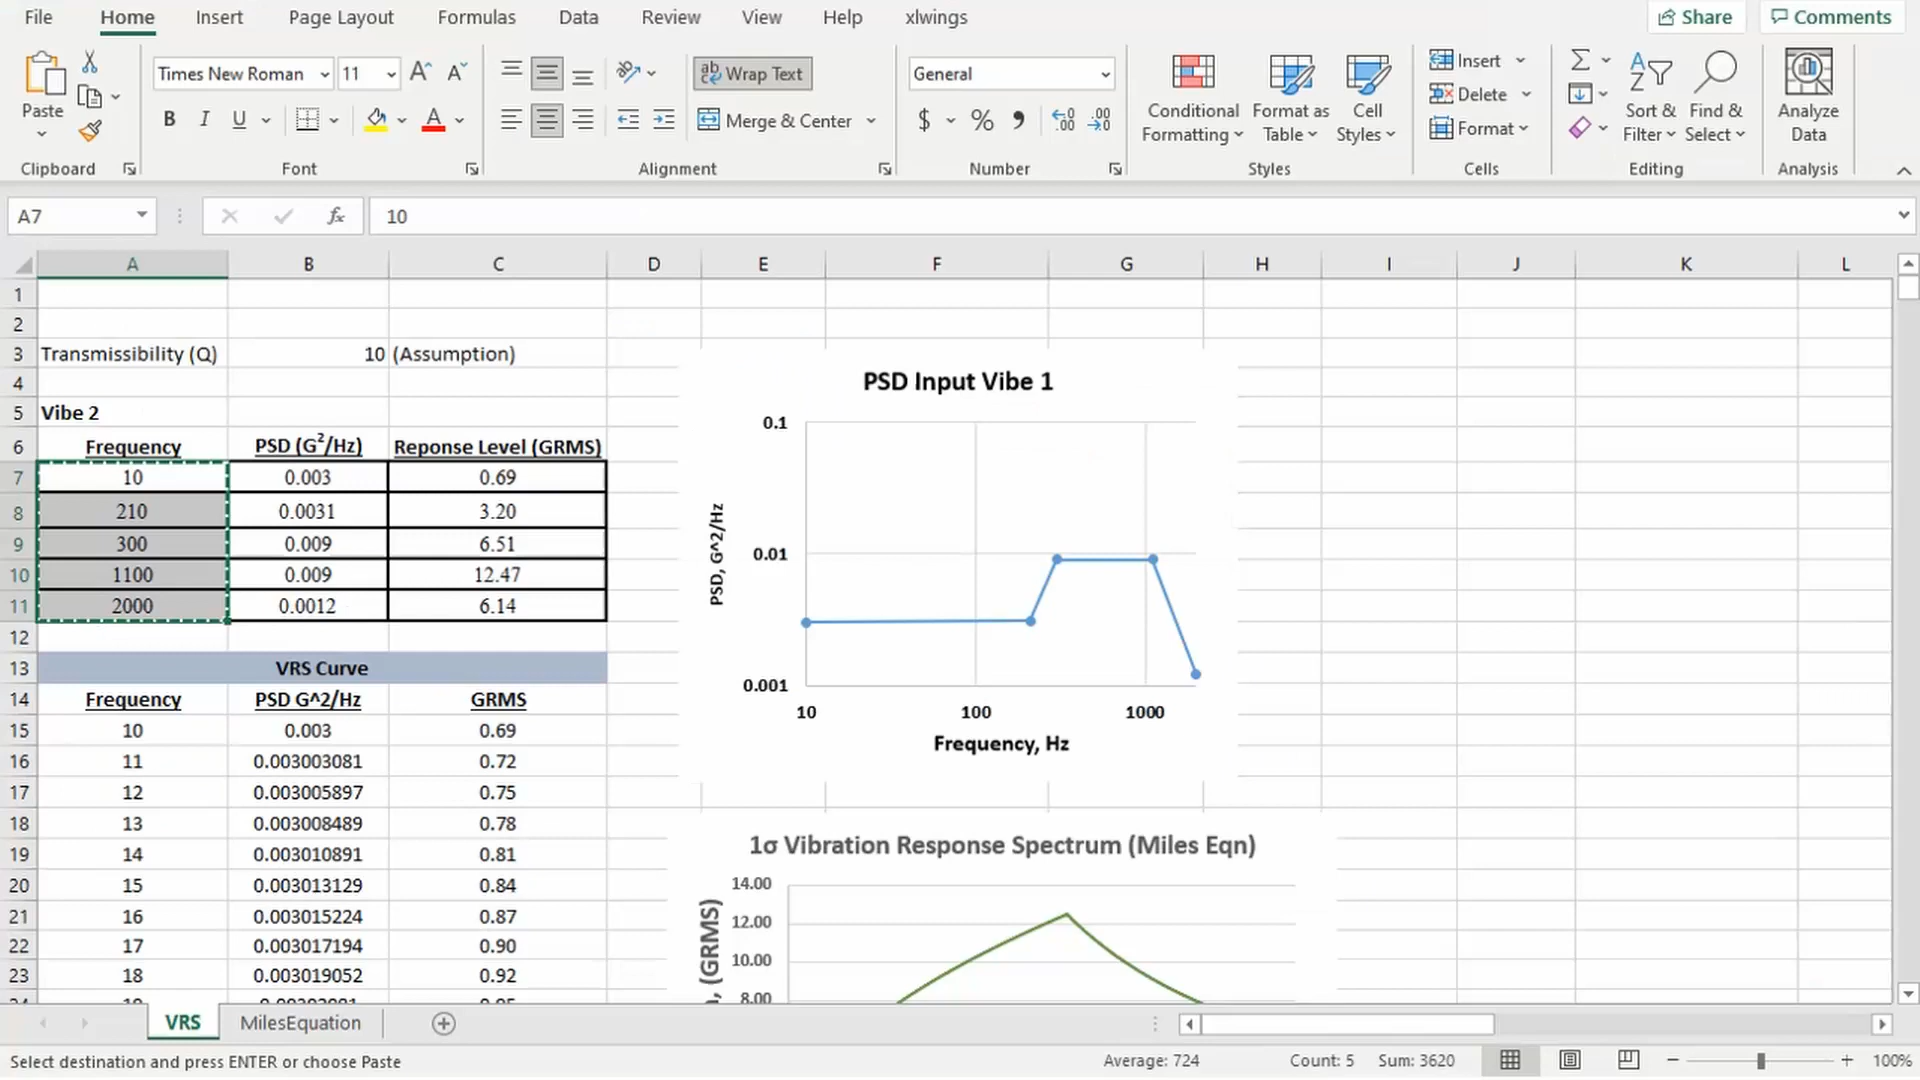 File Home Insert Page Layout Formulas Data Review View Help xlwings Share Comments
Times New Roman 11 A^ A˅ ab Wrap Text General Insert Σ
Paste B I U A Merge & Center $ % , Conditional Formatting Format as Table Cell Styles Delete Format Sort & Filter Find & Select Analyze Data
Clipboard Font Alignment Number Styles Cells Editing Analysis
A7 fx 10
A B C D E F G H I J K L
1
2
3 Transmissibility (Q) 10 (Assumption)
4
5 Vibe 2
6 Frequency PSD (G²/Hz) Reponse Level (GRMS)
7 10 0.003 0.69
8 210 0.0031 3.20
9 300 0.009 6.51
10 1100 0.009 12.47
11 2000 0.0012 6.14
12
13 VRS Curve
14 Frequency PSD G^2/Hz GRMS
15 10 0.003 0.69
16 11 0.003003081 0.72
17 12 0.003005897 0.75
18 13 0.003008489 0.78
19 14 0.003010891 0.81
20 15 0.003013129 0.84
21 16 0.003015224 0.87
22 17 0.003017194 0.90
23 18 0.003019052 0.92
PSD Input Vibe 1
0.1
0.01
0.001
PSD, G^2/Hz
10 100 1000
Frequency, Hz
1σ Vibration Response Spectrum (Miles Eqn)
14.00
12.00
10.00
8.00
(GRMS)
VRS MilesEquation
Select destination and press ENTER or choose Paste Average: 724 Count: 5 Sum: 3620 100%